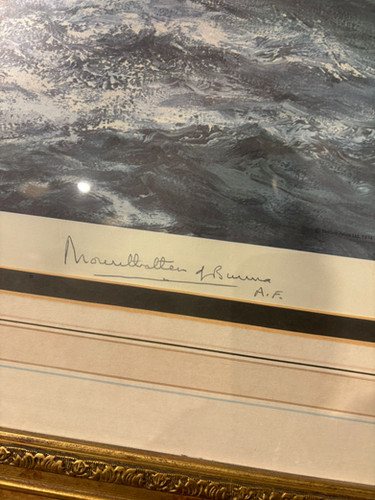 Mountbatten of Burma
A.F.